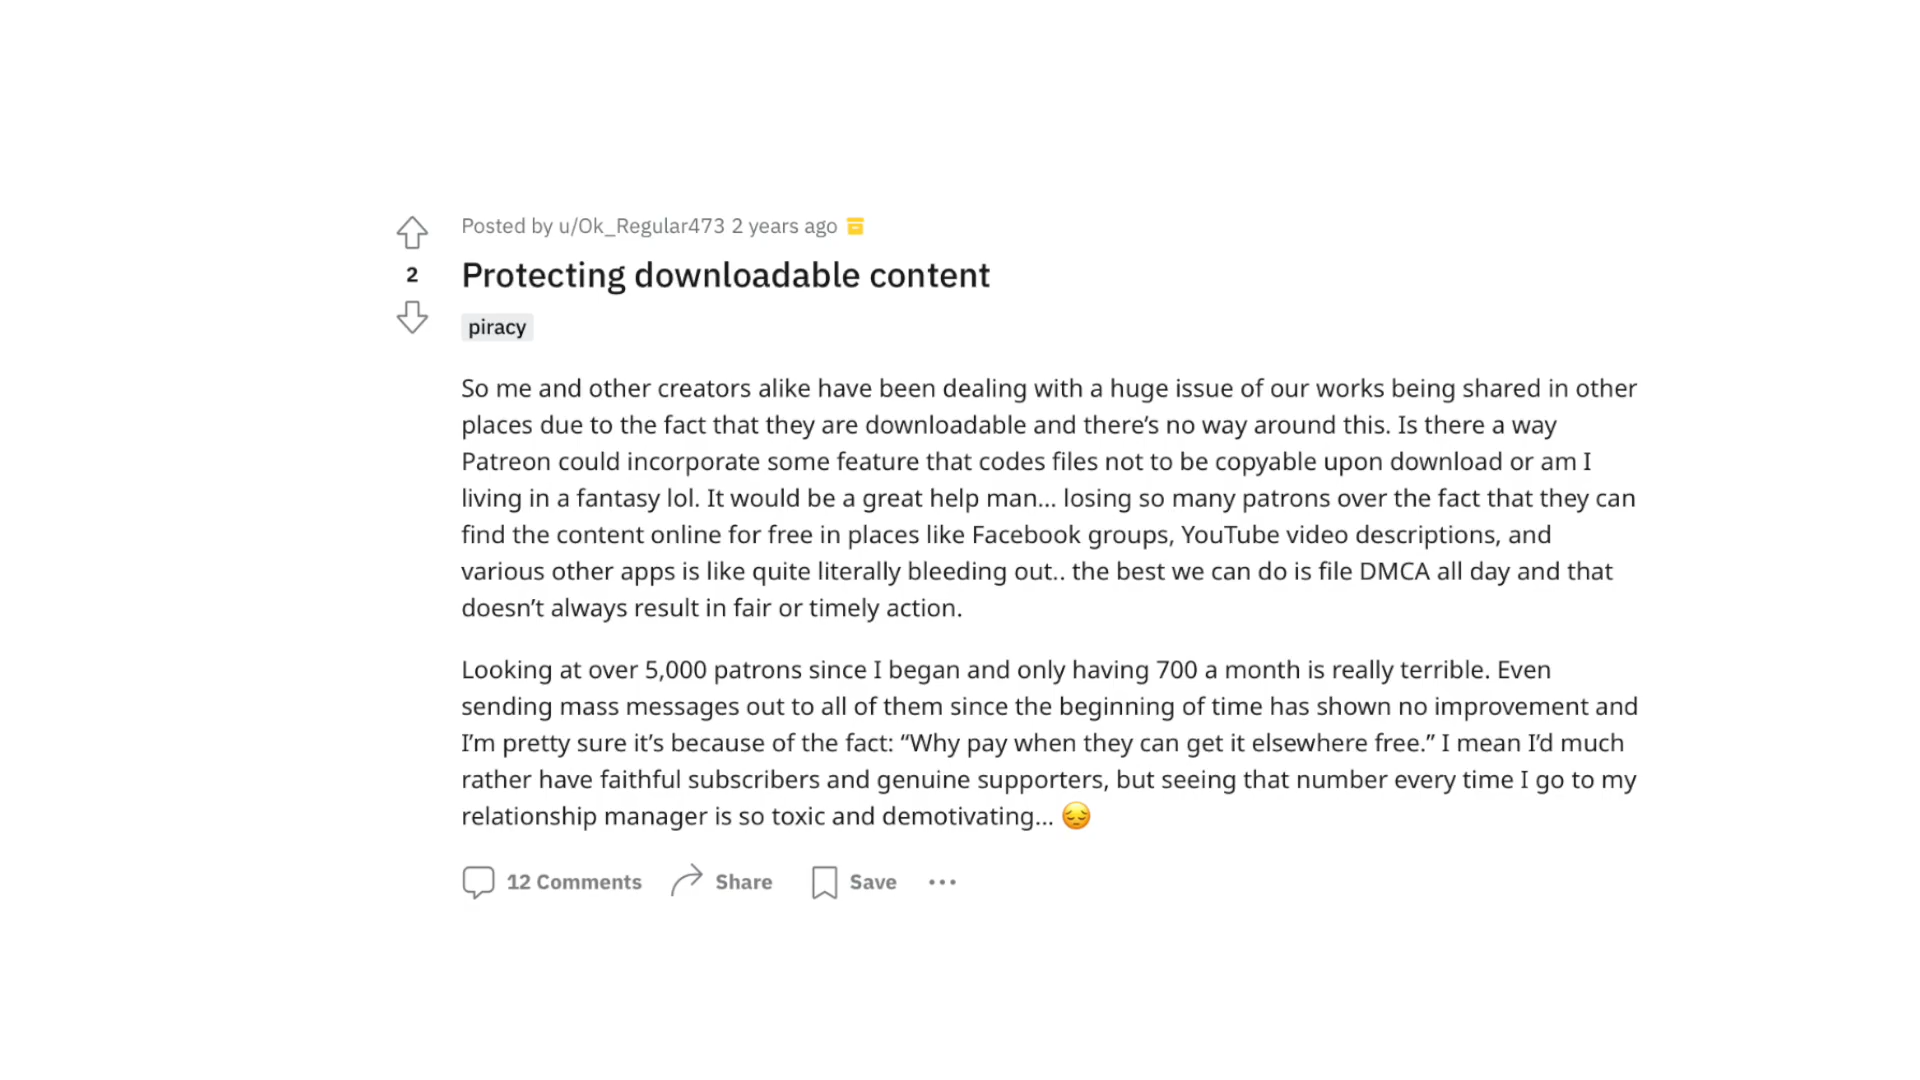 Posted by u/Ok_Regular473 2 years ago
2
Protecting downloadable content
piracy
So me and other creators alike have been dealing with a huge issue of our works being shared in other
places due to the fact that they are downloadable and there’s no way around this. Is there a way
Patreon could incorporate some feature that codes files not to be copyable upon download or am I
living in a fantasy lol. It would be a great help man... losing so many patrons over the fact that they can
find the content online for free in places like Facebook groups, YouTube video descriptions, and
various other apps is like quite literally bleeding out.. the best we can do is file DMCA all day and that
doesn’t always result in fair or timely action.
Looking at over 5,000 patrons since I began and only having 700 a month is really terrible. Even
sending mass messages out to all of them since the beginning of time has shown no improvement and
I’m pretty sure it’s because of the fact: “Why pay when they can get it elsewhere free.” I mean I’d much
rather have faithful subscribers and genuine supporters, but seeing that number every time I go to my
relationship manager is so toxic and demotivating... 😔
12 Comments Share Save ...